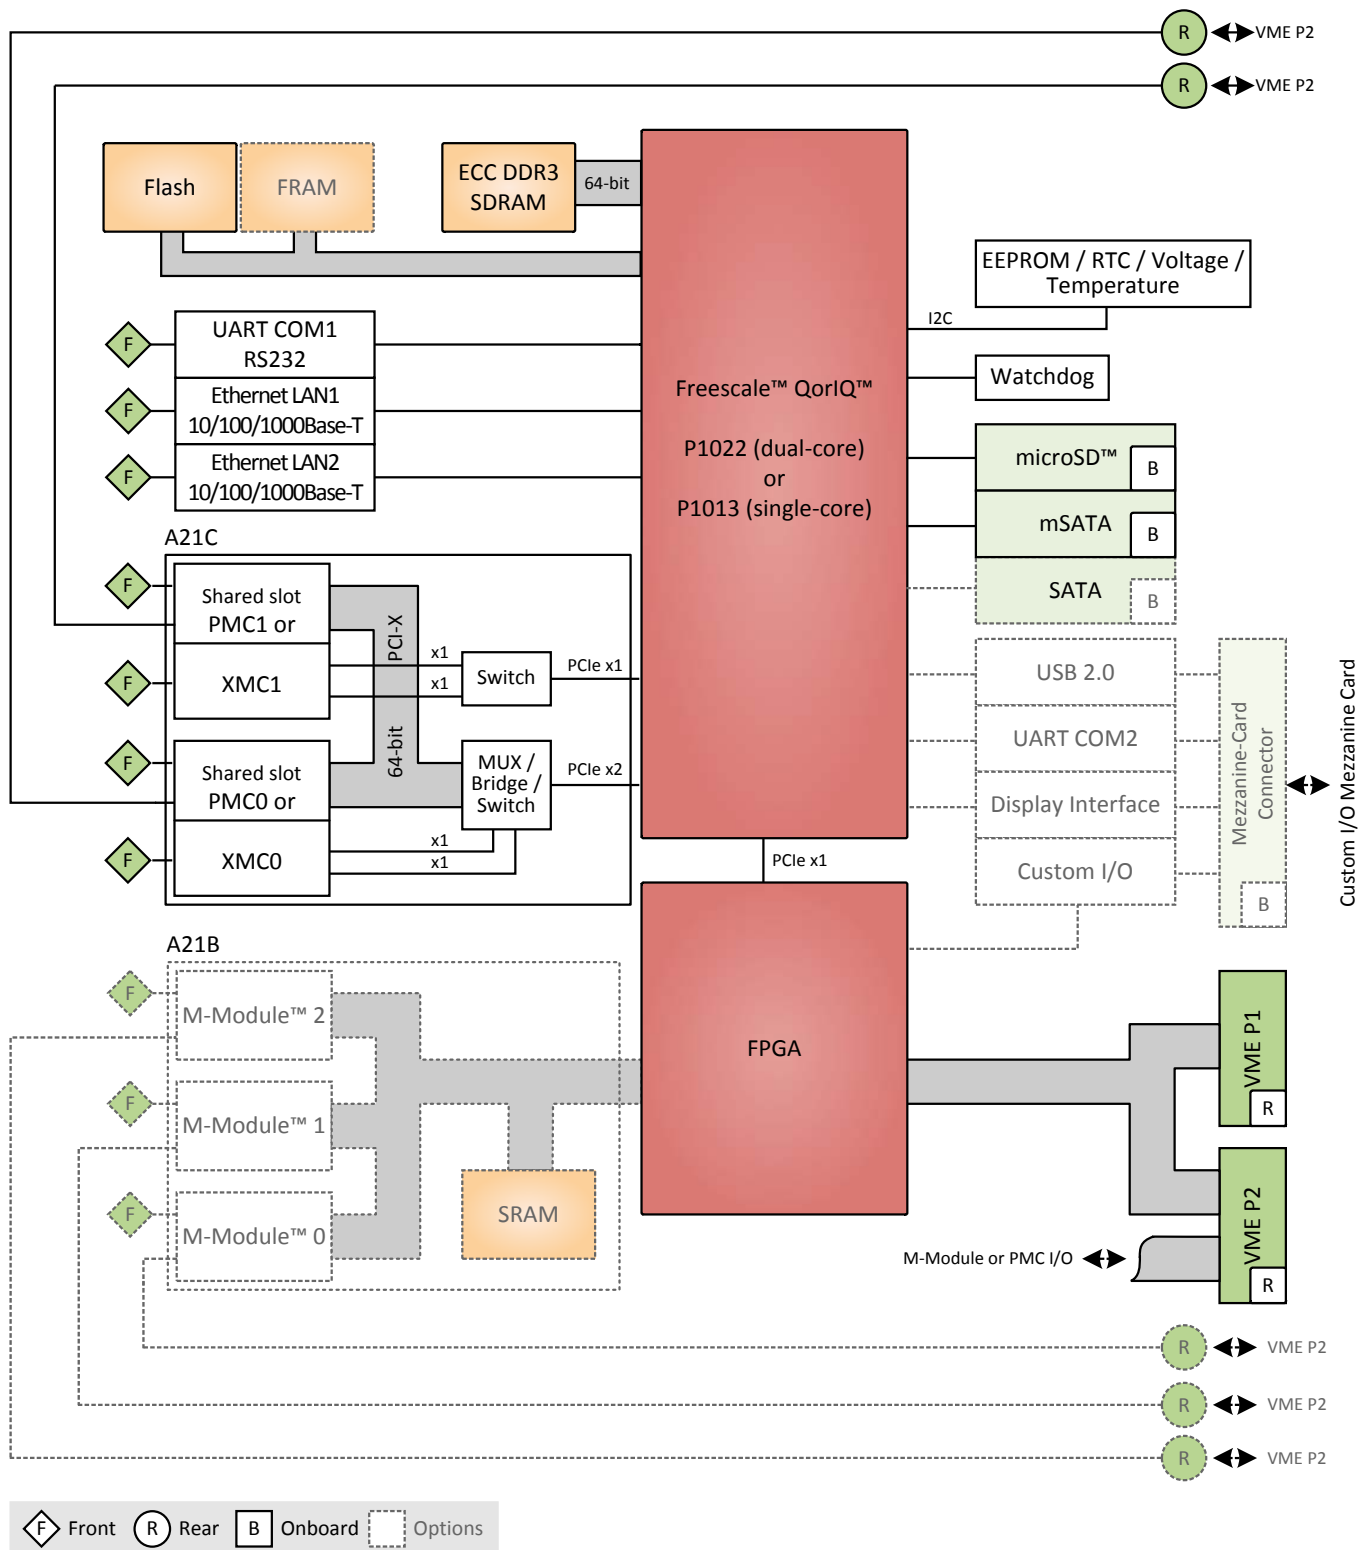 R
VME P2
R
VME P2
Flash
FRAM
ECC DDR3
SDRAM
64-bit
EEPROM / RTC / Voltage /
Temperature
I2C
F
UART COM1
RS232
F
Ethernet LAN1
10/100/1000Base-T
F
Ethernet LAN2
10/100/1000Base-T
Freescale™ QorIQ™
P1022 (dual-core)
or
P1013 (single-core)
Watchdog
microSD™
B
mSATA
B
SATA
B
A21C
F
Shared slot
PMC1 or
F
XMC1
PCI-X
64-bit
x1
x1
Switch
PCIe x1
F
Shared slot
PMC0 or
F
XMC0
MUX /
Bridge /
Switch
PCIe x2
x1
x1
USB 2.0
UART COM2
Display Interface
Custom I/O
Mezzanine-Card
Connector
B
Custom I/O Mezzanine Card
PCIe x1
FPGA
A21B
F
M-Module™ 2
F
M-Module™ 1
F
M-Module™ 0
SRAM
VME P1
R
VME P2
R
M-Module or PMC I/O
R
VME P2
R
VME P2
R
VME P2
F Front R Rear B Onboard Options